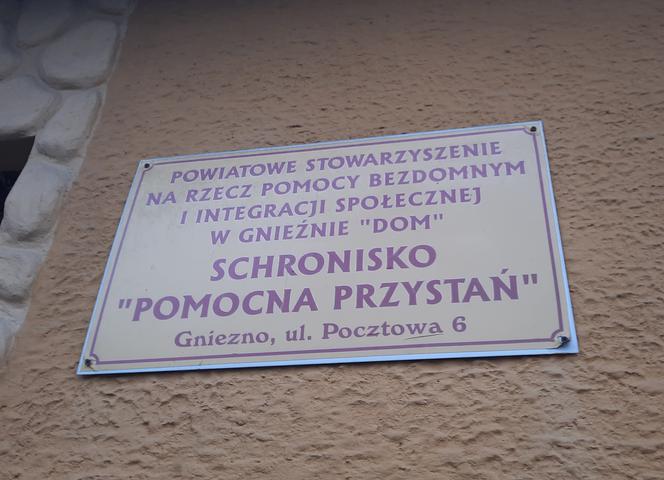 POWIATOWE STOWARZYSZENIE
NA RZECZ POMOCY BEZDOMNYM
I INTEGRACJI SPOŁECZNEJ
W GNIEŹNIE "DOM"
SCHRONISKO
"POMOCNA PRZYSTAŃ"
Gniezno, ul. Pocztowa 6